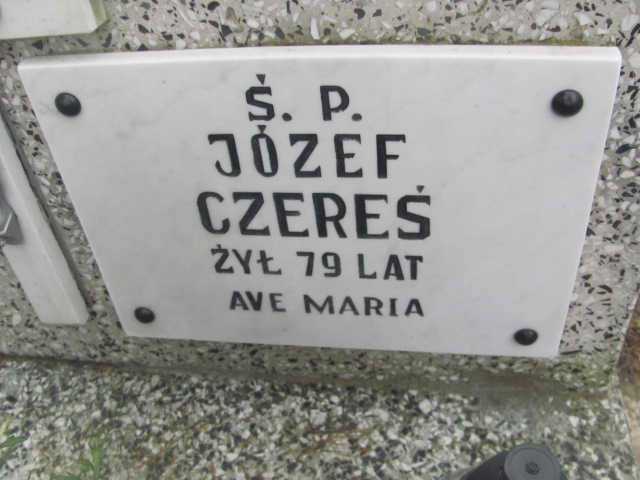 Ś. P.
JÓZEF
CZEREŚ
ŻYŁ 79 LAT
AVE MARIA